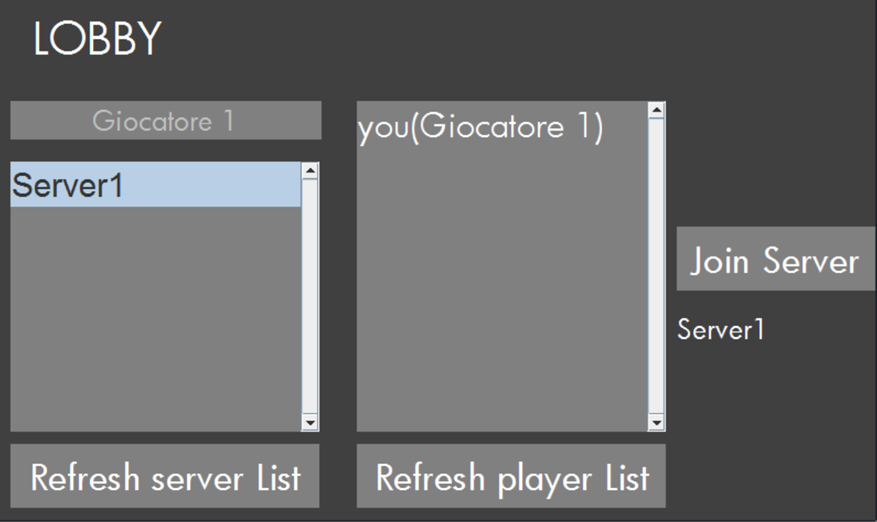 LOBBY
Giocatore 1
Server1
Refresh server List
you(Giocatore 1)
Refresh player List
Join Server
Server1